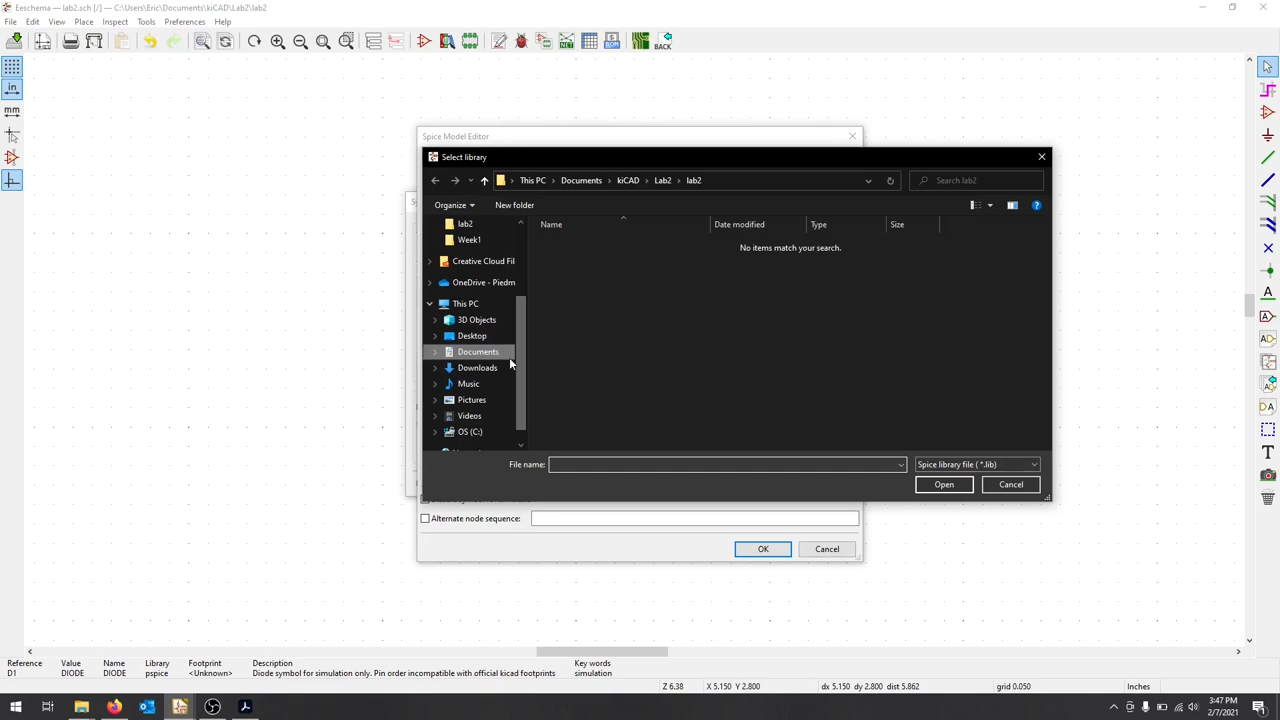 Eeschema — lab2.sch [/] — C:\Users\Eric\Documents\kiCAD\Lab2\lab2
File Edit View Place Inspect Tools Preferences Help
BOM
BACK
in
mm
Spice Model Editor
Select library
This PC > Documents > kiCAD > Lab2 > lab2
Search lab2
Organize New folder
Name Date modified Type Size
No items match your search.
lab2
Week1
Creative Cloud Fil
OneDrive - Piedm
This PC
3D Objects
Desktop
Documents
Downloads
Music
Pictures
Videos
OS (C:)
File name: Spice library file ( *.lib)
Open Cancel
Alternate node sequence:
OK Cancel
Reference Value Name Library Footprint Description Key words
D1 DIODE DIODE pspice <Unknown> Diode symbol for simulation only. Pin order incompatible with official kicad footprints simulation
Z 6.38 X 5.150 Y 2.800 dx 5.150 dy 2.800 dist 5.862 grid 0.050 Inches
3:47 PM
2/7/2021